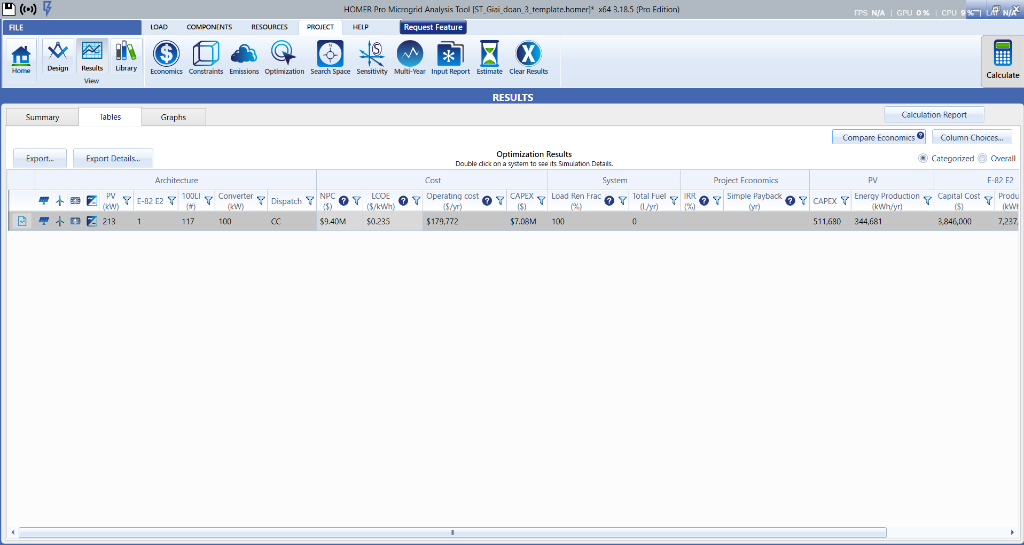 HOMER Pro Microgrid Analysis Tool [ST_Giai_doan_3_template.homer]* x64 3.18.5 (Pro Edition)
FPS N/A | GPU 0% | CPU 9% | LAT N/A
FILE LOAD COMPONENTS RESOURCES PROJECT HELP Request Feature
Home Design Results Library Economics Constraints Emissions Optimization Search Space Sensitivity Multi-Year Input Report Estimate Clear Results Calculate
View
RESULTS
Summary Tables Graphs Calculation Report
Compare Economics Column Choices...
Export... Export Details... Optimization Results Categorized Overall
Double click on a system to see its Simulation Details.
Architecture Cost System Project Economics PV E-82 E2
PV (kW) E-82 E2 100LI (#) Converter (kW) Dispatch NPC ($) LCOE ($/kWh) Operating cost ($/yr) CAPEX ($) Load Ren Frac (%) Total Fuel (L/yr) IRR (%) Simple Payback (yr) CAPEX Energy Production (kWh/yr) Capital Cost ($) Produ (kWh
213 1 117 100 CC $9.40M $0.235 $179,772 $7.08M 100 0 511,680 344,681 3,846,000 7,237,